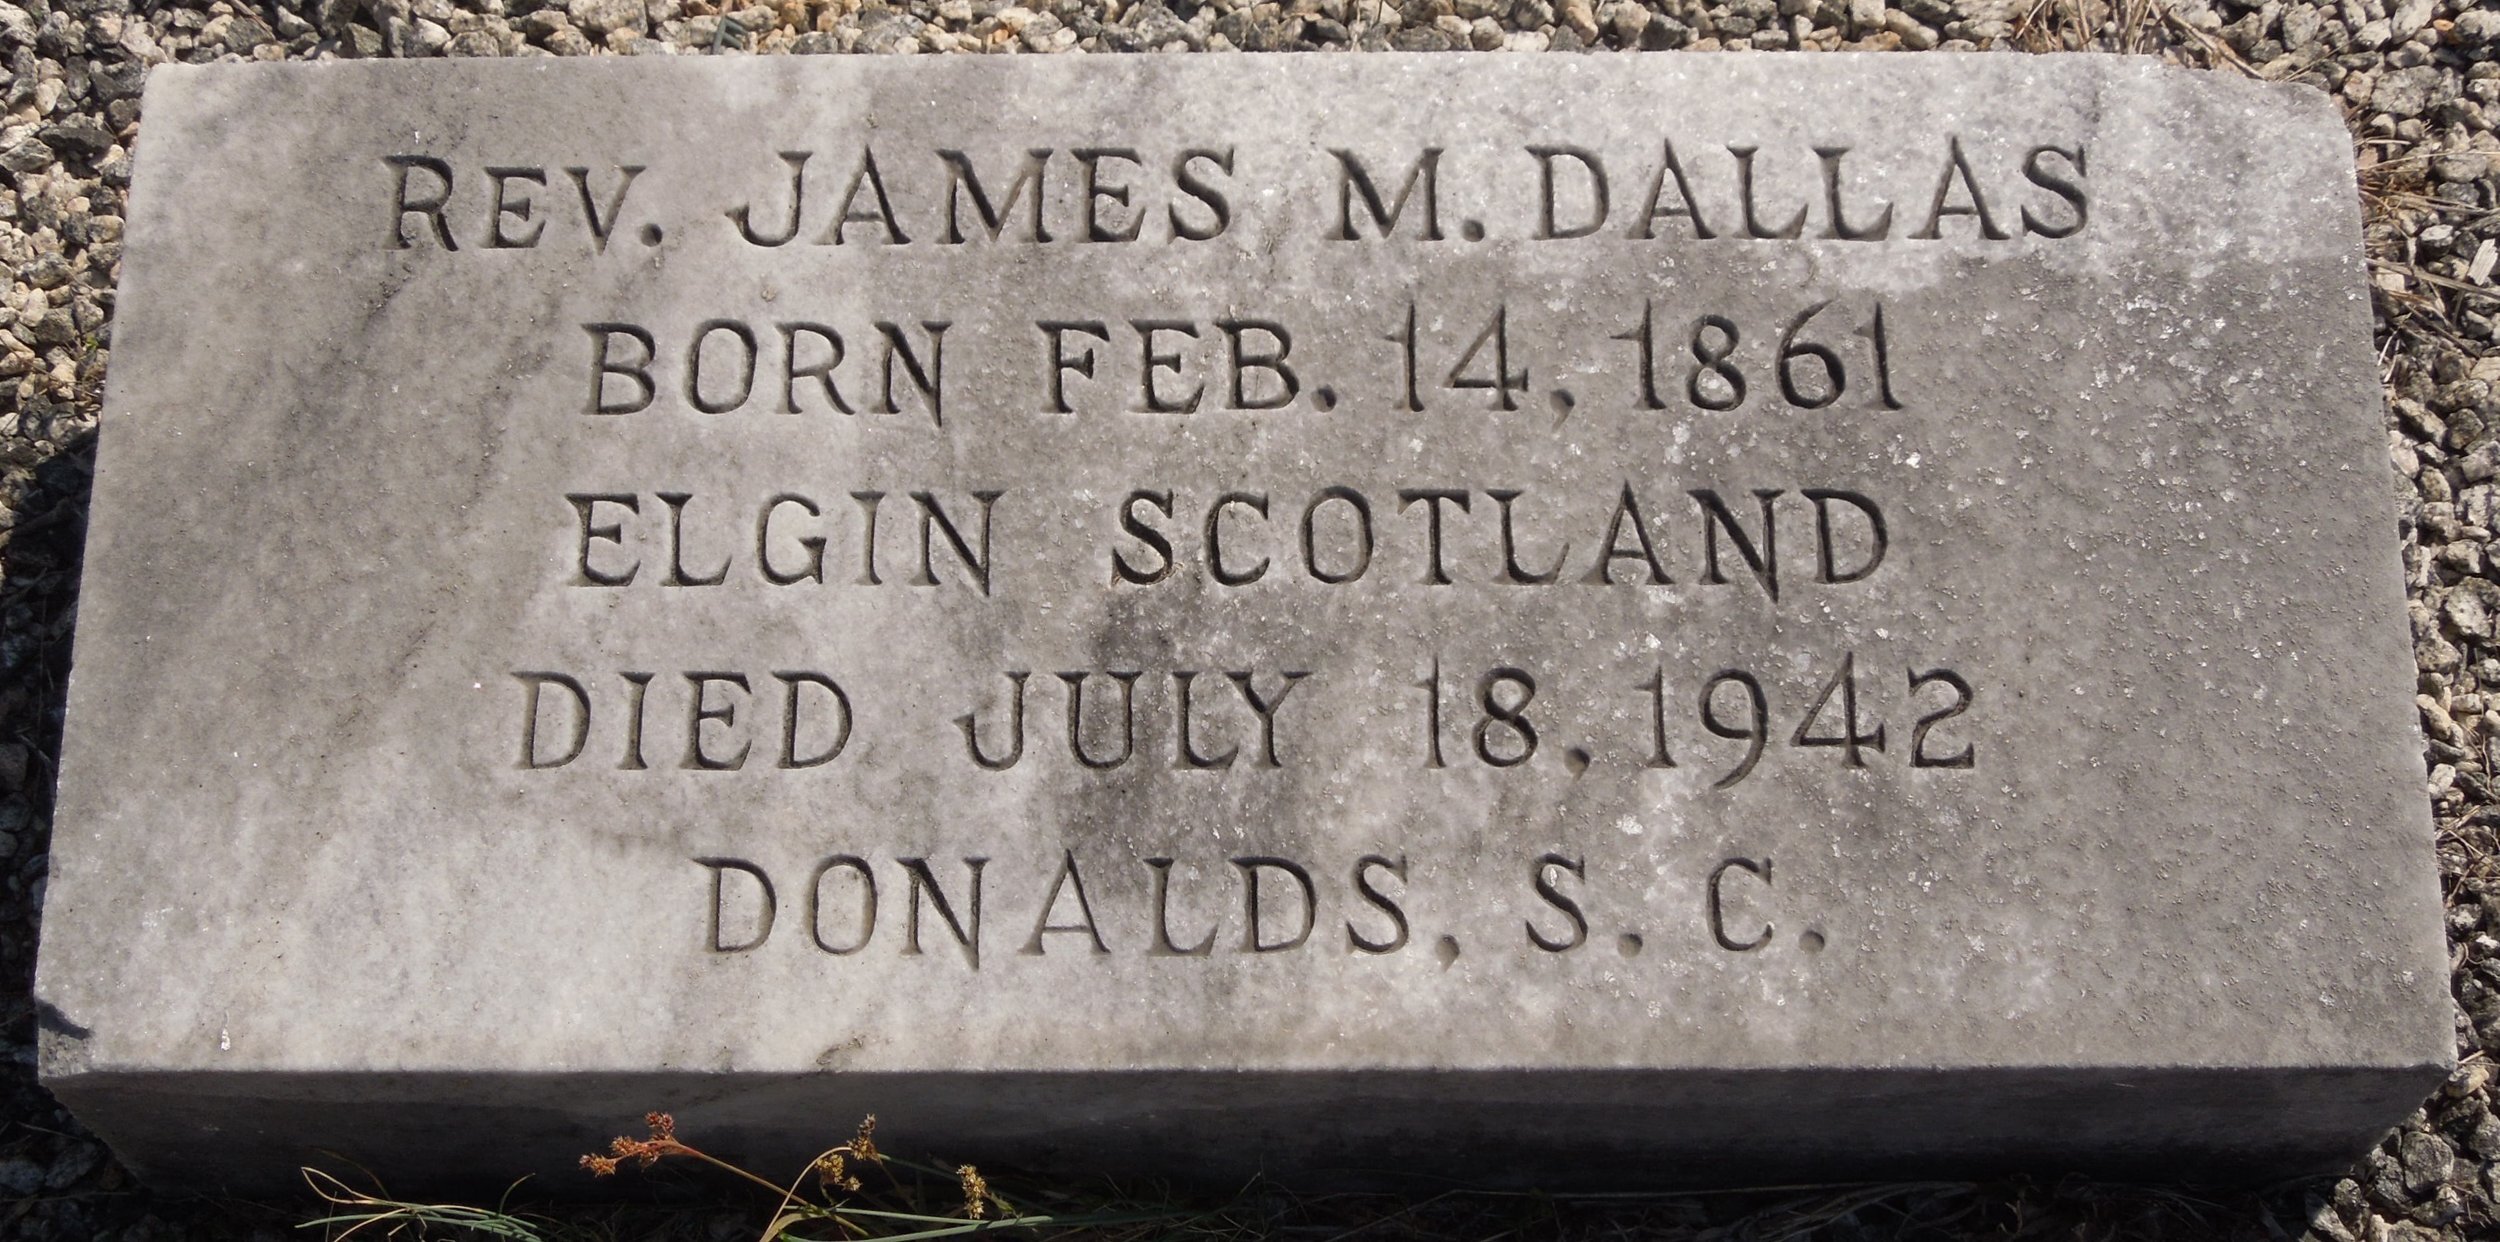 REV. JAMES M. DALLAS
BORN FEB. 14, 1861
ELGIN SCOTLAND
DIED JULY 18, 1942
DONALDS, S. C.